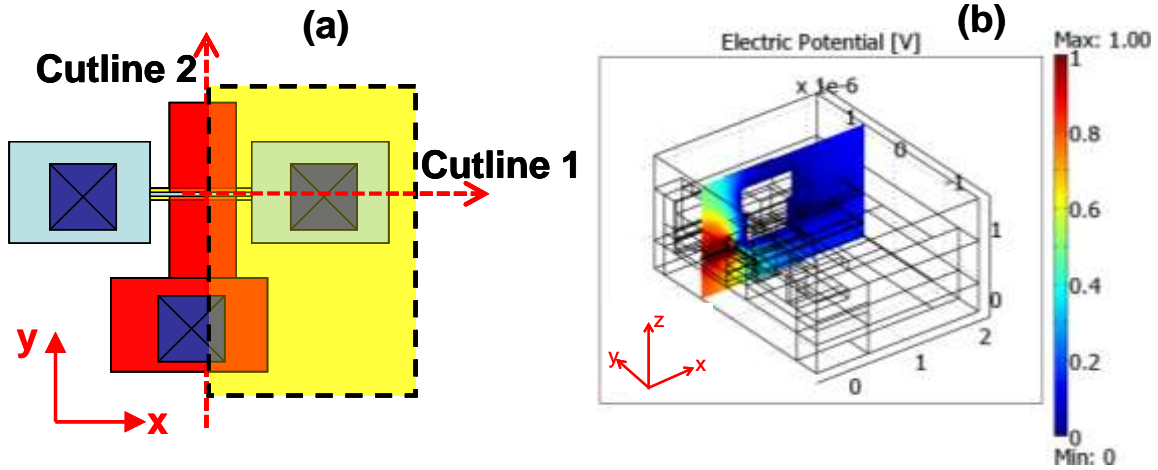 (a)
Cutline 2
Cutline 1
y
x
(b)
Electric Potential [V]
Max: 1.00
x 1e-6
1
0
-1
1
0
2
1
0
z
y
x
1
0.8
0.6
0.4
0.2
0
Min: 0